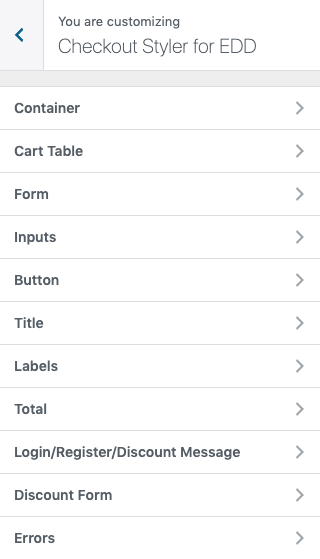 You are customizing
Checkout Styler for EDD
Container
Cart Table
Form
Inputs
Button
Title
Labels
Total
Login/Register/Discount Message
Discount Form
Errors